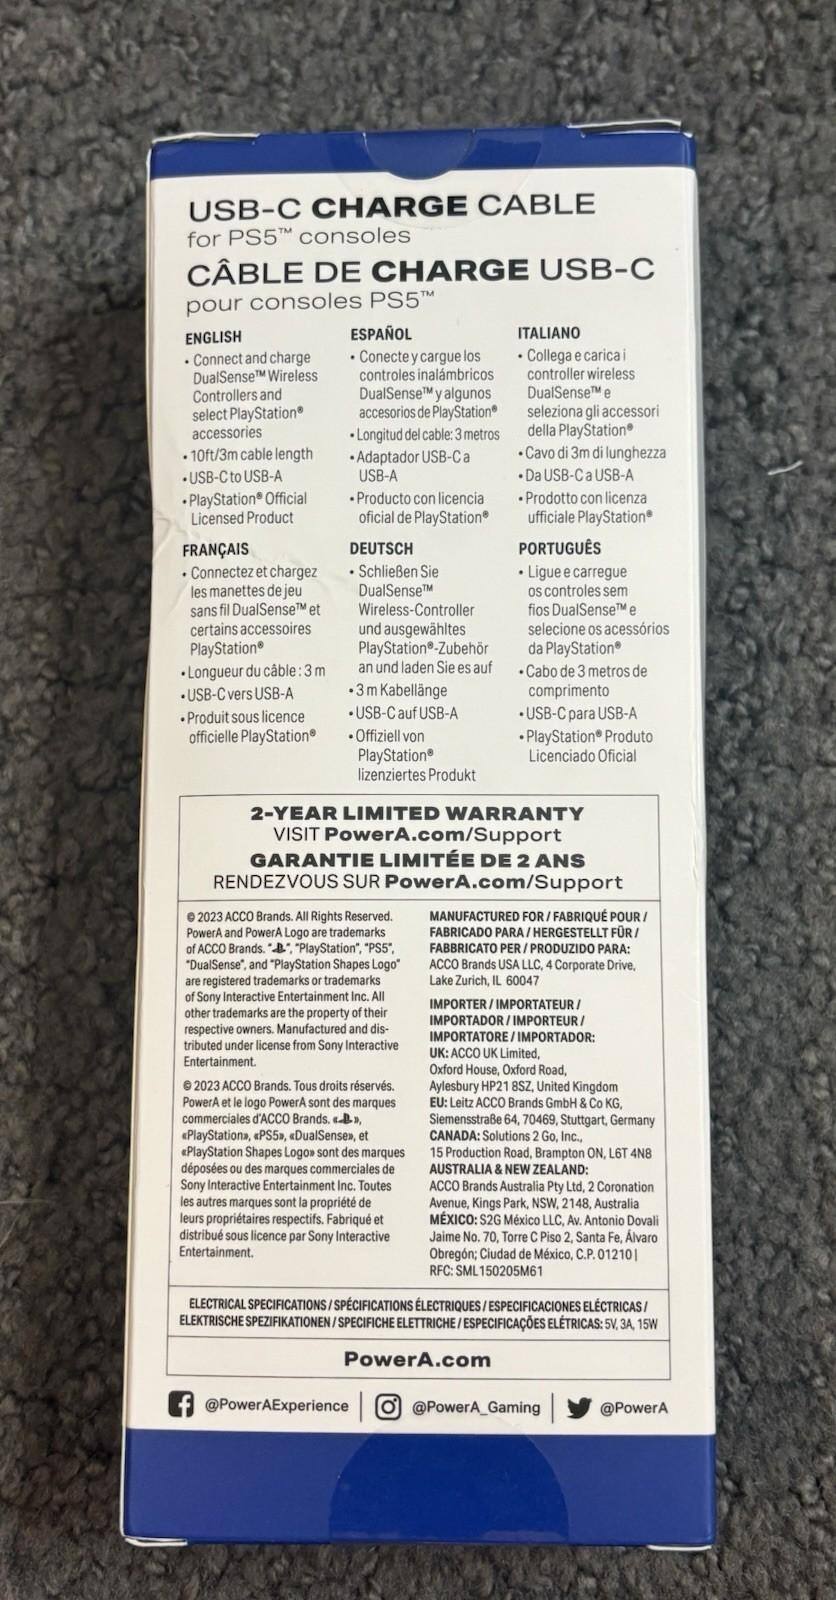 USB-C CHARGE CABLE
for PS5™ consoles
CÂBLE DE CHARGE USB-C
pour consoles PS5™
ENGLISH
• Connect and charge
DualSense™ Wireless
Controllers and
select PlayStation®
accessories
• 10ft/3m cable length
• USB-C to USB-A
• PlayStation® Official
Licensed Product
ESPAÑOL
• Conecte y cargue los
controles inalámbricos
DualSense™ y algunos
accesorios de PlayStation®
• Longitud del cable: 3 metros
• Adaptador USB-C a
USB-A
• Producto con licencia
oficial de PlayStation®
ITALIANO
• Collega e carica i
controller wireless
DualSense™ e
seleziona gli accessori
della PlayStation®
• Cavo di 3m di lunghezza
• Da USB-C a USB-A
• Prodotto con licenza
ufficiale PlayStation®
FRANÇAIS
• Connectez et chargez
les manettes de jeu
sans fil DualSense™ et
certains accessoires
PlayStation®
• Longueur du câble : 3 m
• USB-C vers USB-A
• Produit sous licence
officielle PlayStation®
DEUTSCH
• Schließen Sie
DualSense™
Wireless-Controller
und ausgewähltes
PlayStation®-Zubehör
an und laden Sie es auf
• 3 m Kabellänge
• USB-C auf USB-A
• Offiziell von
PlayStation®
lizenziertes Produkt
PORTUGUÊS
• Ligue e carregue
os controles sem
fios DualSense™ e
selecione os acessórios
da PlayStation®
• Cabo de 3 metros de
comprimento
• USB-C para USB-A
• PlayStation® Produto
Licenciado Oficial
2-YEAR LIMITED WARRANTY
VISIT PowerA.com/Support
GARANTIE LIMITÉE DE 2 ANS
RENDEZVOUS SUR PowerA.com/Support
© 2023 ACCO Brands. All Rights Reserved.
PowerA and PowerA Logo are trademarks
of ACCO Brands. " ", "PlayStation", "PS5",
"DualSense", and "PlayStation Shapes Logo"
are registered trademarks or trademarks
of Sony Interactive Entertainment Inc. All
other trademarks are the property of their
respective owners. Manufactured and dis-
tributed under license from Sony Interactive
Entertainment.
© 2023 ACCO Brands. Tous droits réservés.
PowerA et le logo PowerA sont des marques
commerciales d'ACCO Brands. « »,
«PlayStation», «PS5», «DualSense», et
«PlayStation Shapes Logo» sont des marques
déposées ou des marques commerciales de
Sony Interactive Entertainment Inc. Toutes
les autres marques sont la propriété de
leurs propriétaires respectifs. Fabriqué et
distribué sous licence par Sony Interactive
Entertainment.
MANUFACTURED FOR / FABRIQUÉ POUR /
FABRICADO PARA / HERGESTELLT FÜR /
FABBRICATO PER / PRODUZIDO PARA:
ACCO Brands USA LLC, 4 Corporate Drive,
Lake Zurich, IL 60047
IMPORTER / IMPORTATEUR /
IMPORTADOR / IMPORTEUR /
IMPORTATORE / IMPORTADOR:
UK: ACCO UK Limited,
Oxford House, Oxford Road,
Aylesbury HP21 8SZ, United Kingdom
EU: Leitz ACCO Brands GmbH & Co KG,
Siemensstraße 64, 70469, Stuttgart, Germany
CANADA: Solutions 2 Go, Inc.,
15 Production Road, Brampton ON, L6T 4N8
AUSTRALIA & NEW ZEALAND:
ACCO Brands Australia Pty Ltd, 2 Coronation
Avenue, Kings Park, NSW, 2148, Australia
MÉXICO: S2G México LLC, Av. Antonio Dovali
Jaime No. 70, Torre C Piso 2, Santa Fe, Álvaro
Obregón; Ciudad de México, C.P. 01210 |
RFC: SML150205M61
ELECTRICAL SPECIFICATIONS / SPÉCIFICATIONS ÉLECTRIQUES / ESPECIFICACIONES ELÉCTRICAS /
ELEKTRISCHE SPEZIFIKATIONEN / SPECIFICHE ELETTRICHE / ESPECIFICAÇÕES ELÉTRICAS: 5V, 3A, 15W
PowerA.com
@PowerAExperience | @PowerA_Gaming | @PowerA